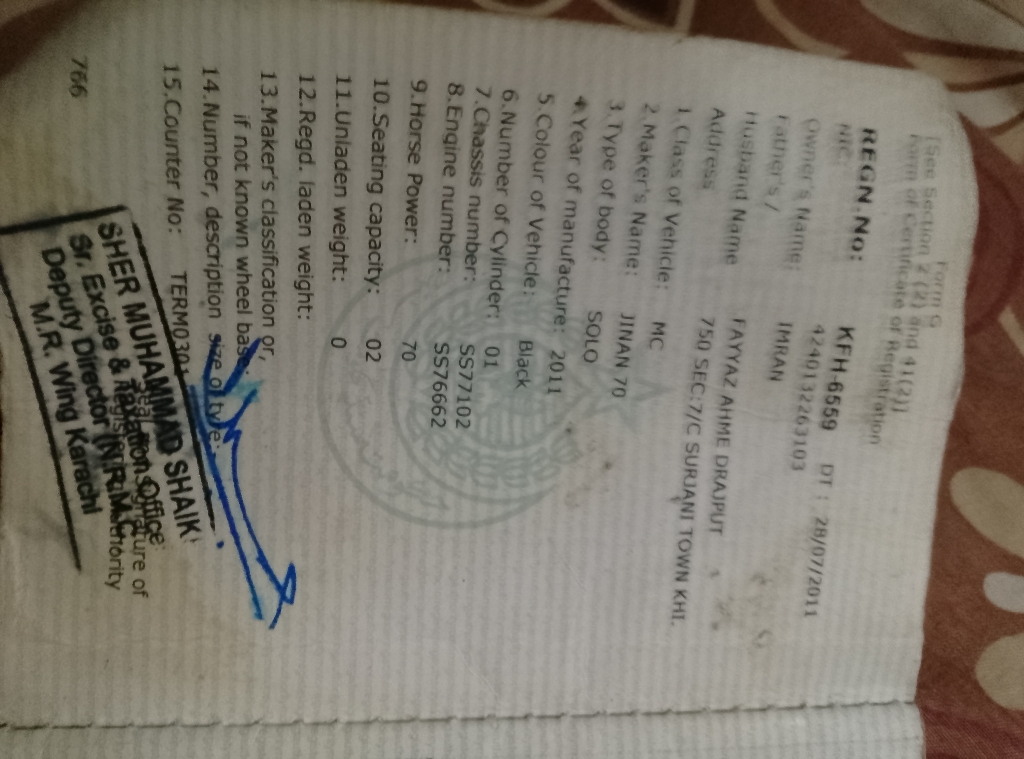 Form G
[See Section 2 (2) and 41(2)]
Form of Certificate of Registration
REGN.No: KFH-6559 DT : 28/07/2011
NIC: 4240132263103
Owner's Name: IMRAN
Father's /
Husband Name FAYYAZ AHME DRAJPUT
Address 750 SEC:7/C SURJANI TOWN KHI.
1.Class of Vehicle: MC
2.Maker's Name: JINAN 70
3.Type of body: SOLO
4.Year of manufacture: 2011
5.Colour of Vehicle: Black
6.Number of Cylinder: 01
7.Chassis number: SS77102
8.Engine number: SS76662
9.Horse Power: 70
10.Seating capacity: 02
11.Unladen weight: 0
12.Regd. laden weight:
13.Maker's classification or,
if not known wheel base:
14.Number, description size of tyre:
15.Counter No: TERM0301
SHER MUHAMMAD SHAIK
Sr. Excise & Taxation Office
Deputy Director (N.R.M.C
M.R. Wing Karachi
766